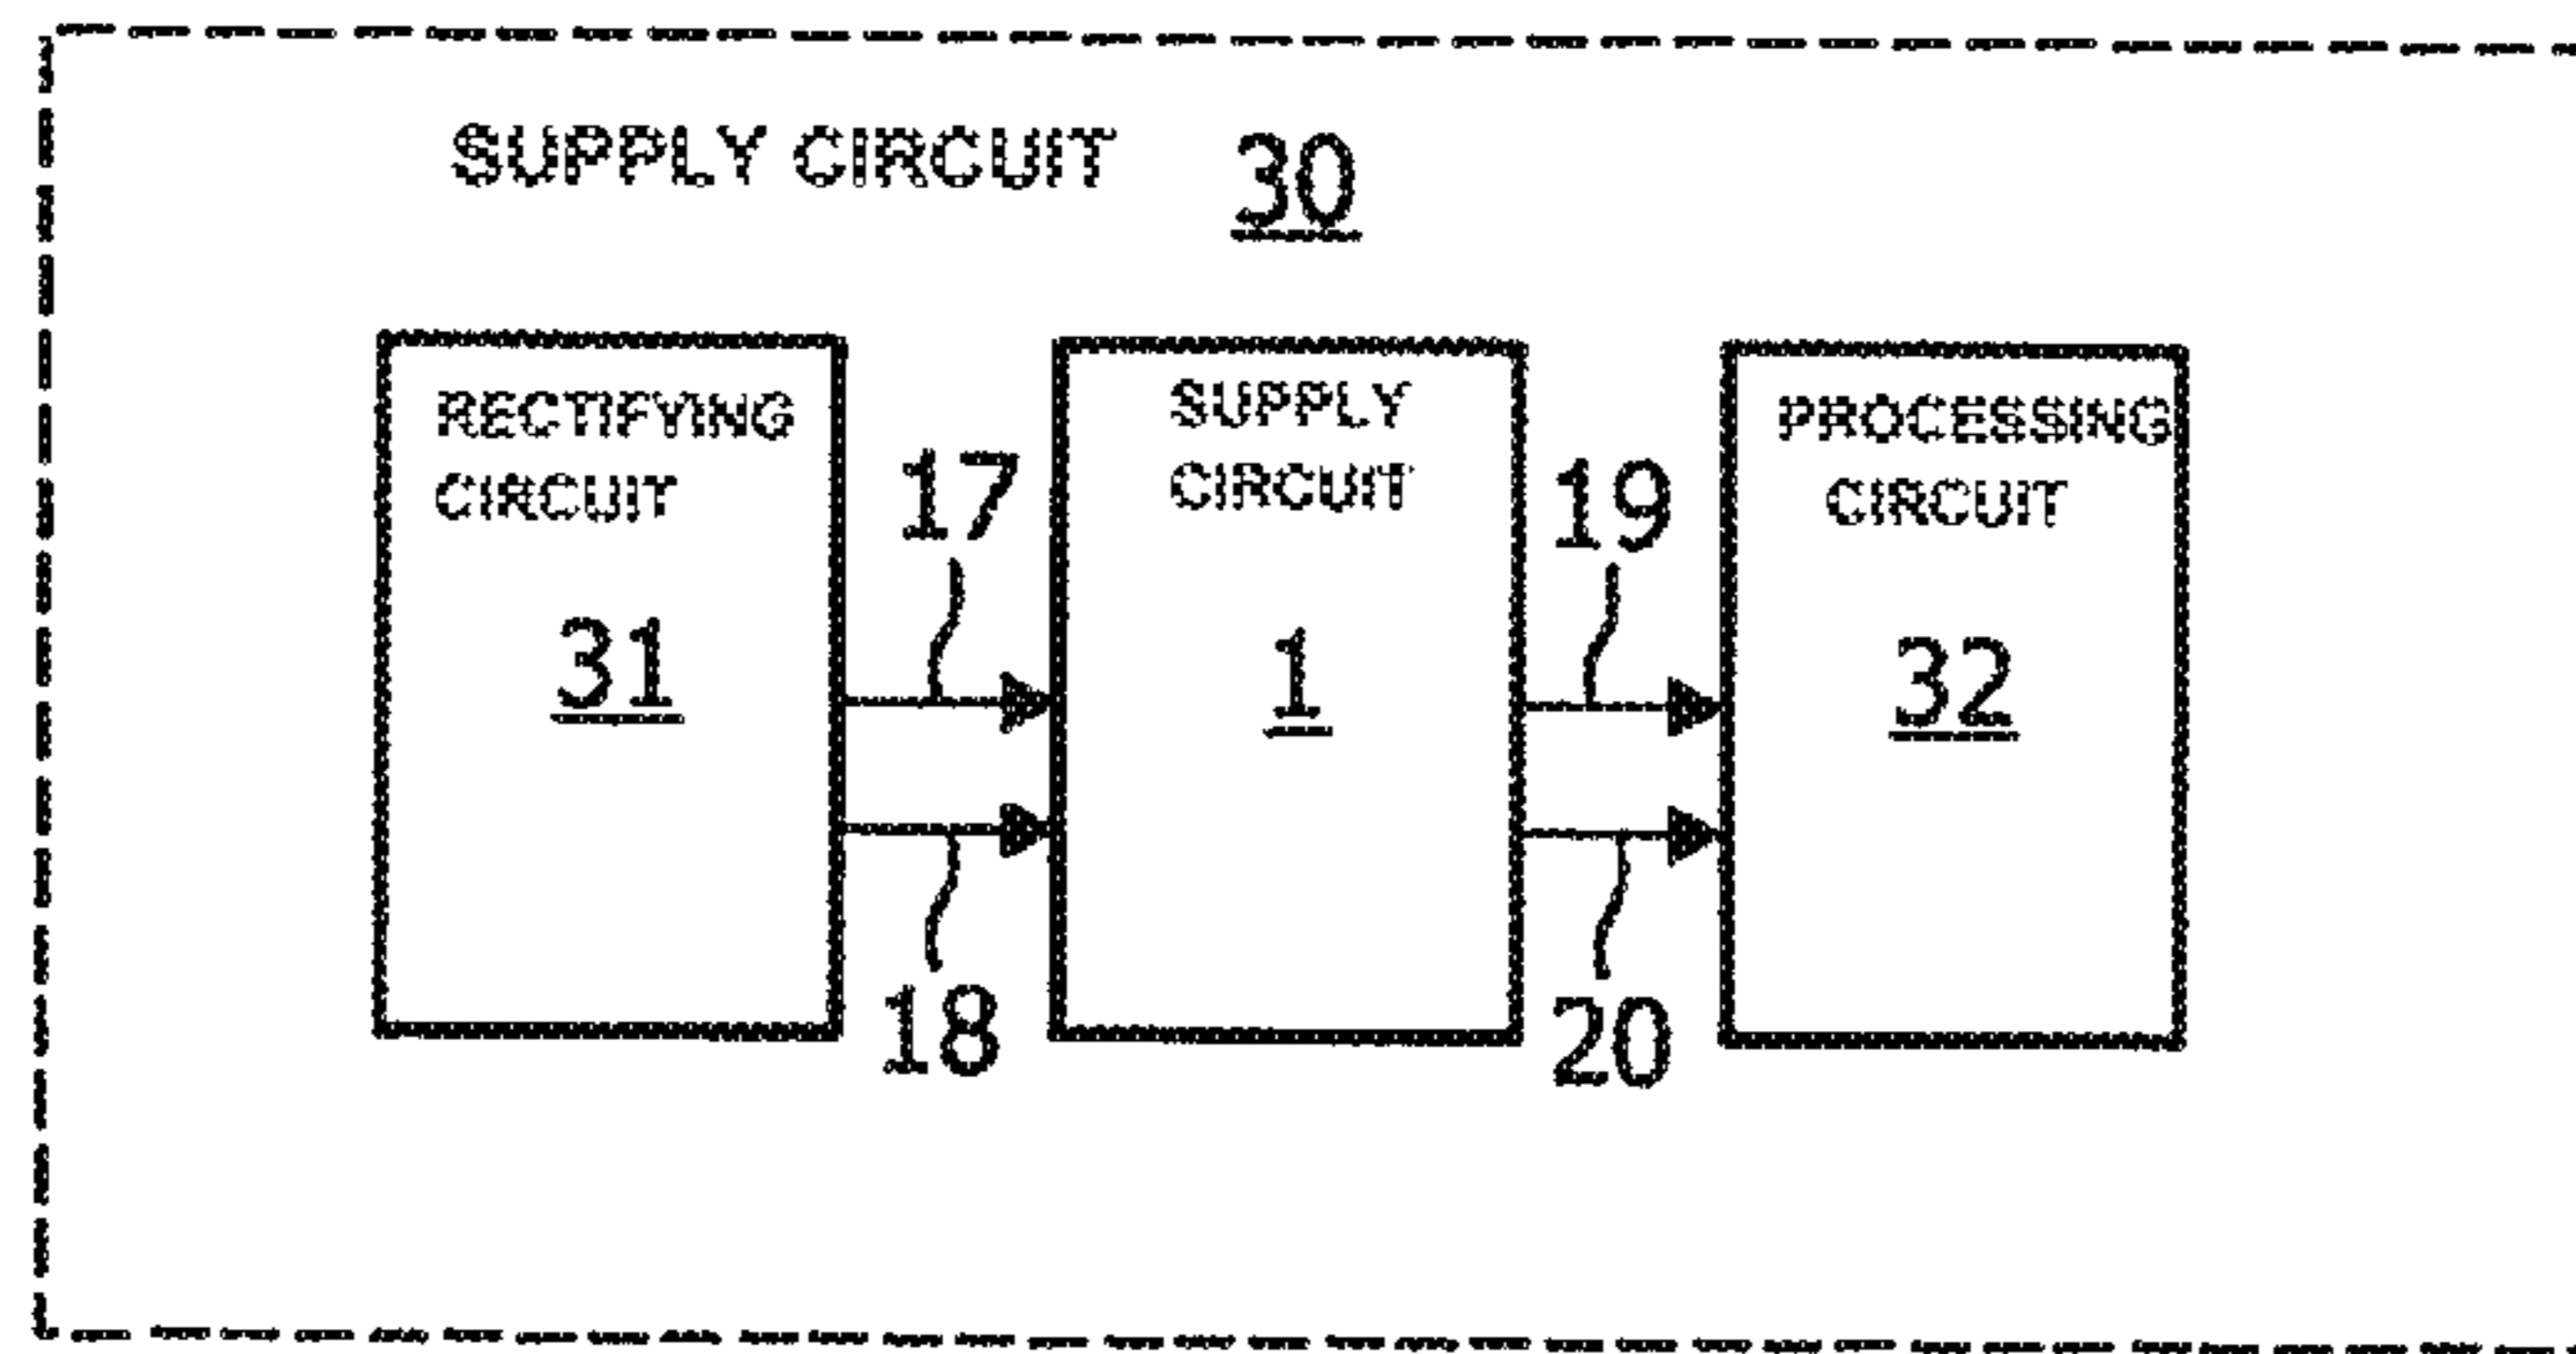 SUPPLY CIRCUIT 30
RECTIFYING
CIRCUIT
31
17
18
SUPPLY
CIRCUIT
1
19
20
PROCESSING
CIRCUIT
32